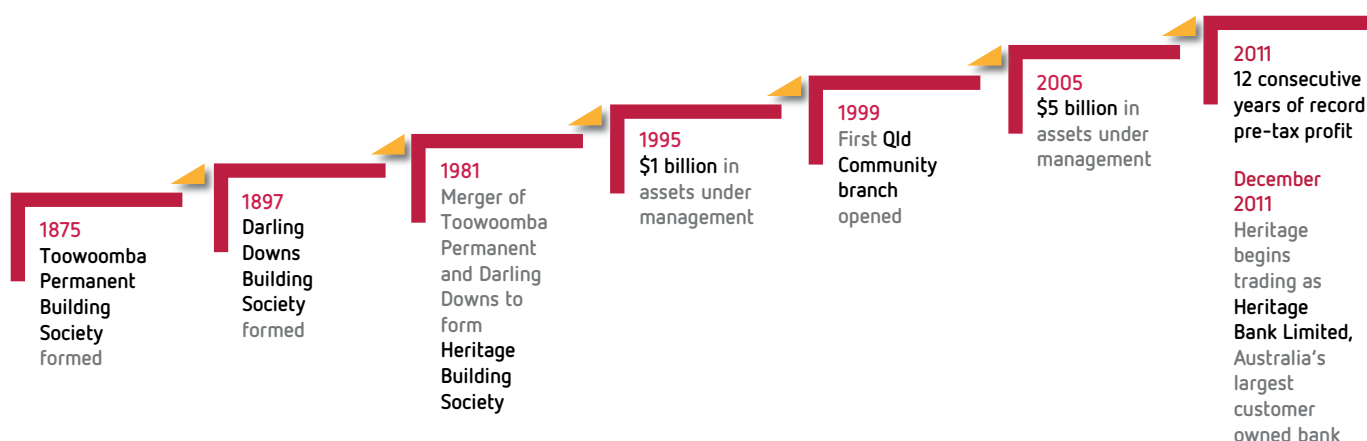 1875
Toowoomba
Permanent
Building
Society
formed
1897
Darling
Downs
Building
Society
formed
1981
Merger of
Toowoomba
Permanent
and Darling
Downs to
form
Heritage
Building
Society
1995
$1 billion in
assets under
management
1999
First Qld
Community
branch
opened
2005
$5 billion in
assets under
management
2011
12 consecutive
years of record
pre-tax profit
December
2011
Heritage
begins
trading as
Heritage
Bank Limited,
Australia's
largest
customer
owned bank